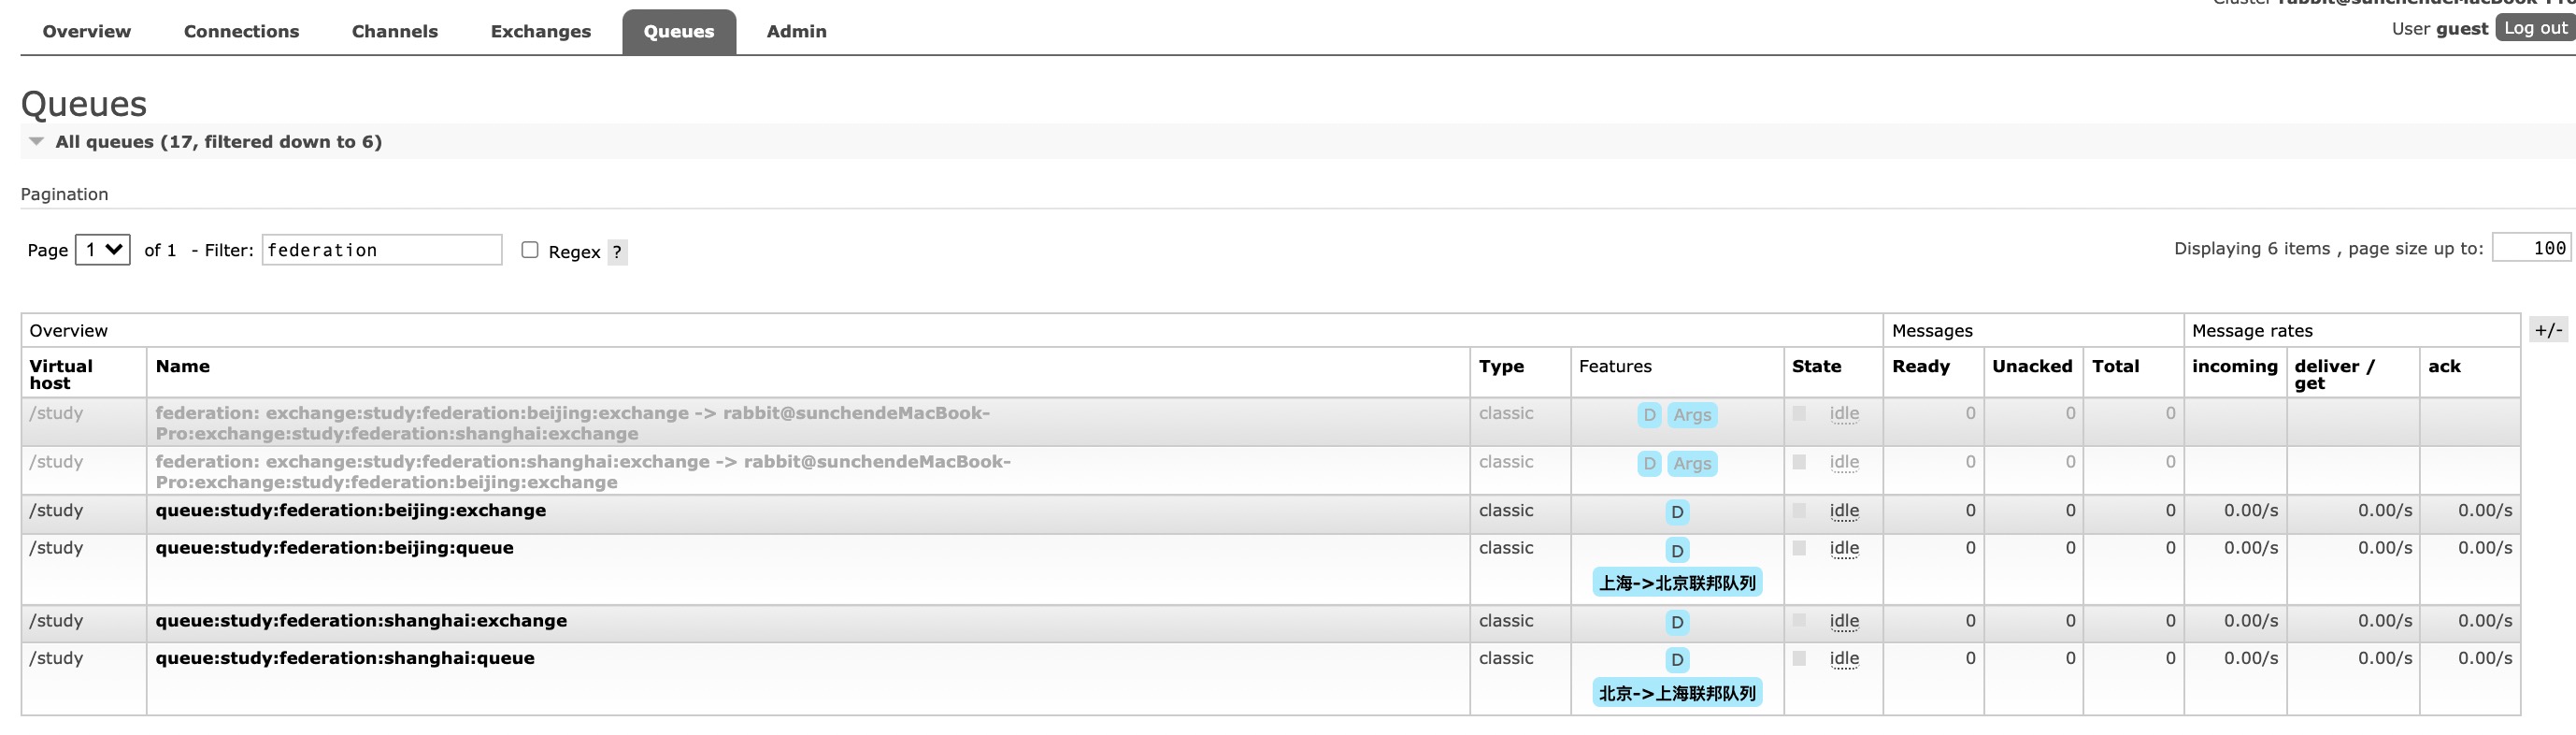 Cluster rabbit@sunchendeMacBook-Pro
Overview Connections Channels Exchanges Queues Admin
User guest Log out
Queues
All queues (17, filtered down to 6)
Pagination
Page 1 of 1 - Filter: federation Regex ?
Displaying 6 items , page size up to: 100
Overview Messages Message rates +/-
Virtual host Name Type Features State Ready Unacked Total incoming deliver / get ack
/study federation: exchange:study:federation:beijing:exchange -> rabbit@sunchendeMacBook- classic D Args idle 0 0 0
Pro:exchange:study:federation:shanghai:exchange
/study federation: exchange:study:federation:shanghai:exchange -> rabbit@sunchendeMacBook- classic D Args idle 0 0 0
Pro:exchange:study:federation:beijing:exchange
/study queue:study:federation:beijing:exchange classic D idle 0 0 0 0.00/s 0.00/s 0.00/s
/study queue:study:federation:beijing:queue classic D idle 0 0 0 0.00/s 0.00/s 0.00/s
上海->北京联邦队列
/study queue:study:federation:shanghai:exchange classic D idle 0 0 0 0.00/s 0.00/s 0.00/s
/study queue:study:federation:shanghai:queue classic D idle 0 0 0 0.00/s 0.00/s 0.00/s
北京->上海联邦队列